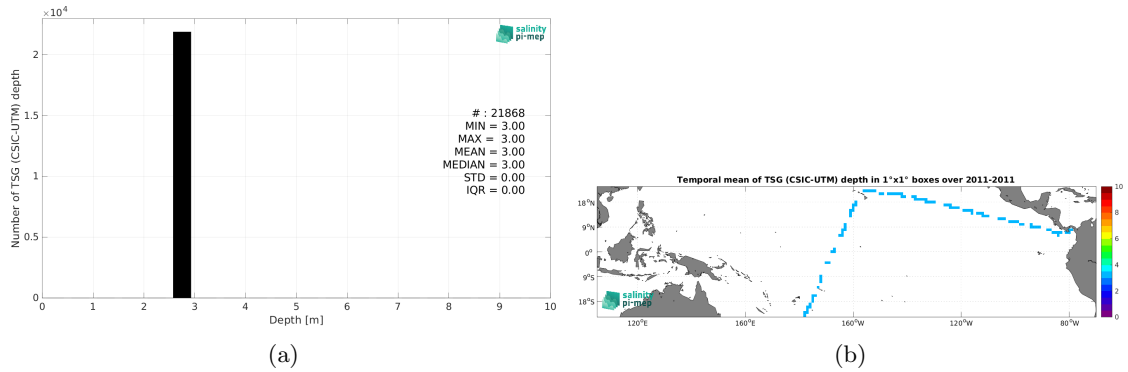 ×10⁴
2
1.5
1
0.5
0
Number of TSG (CSIC-UTM) depth
salinity
pi-mep
# : 21868
MIN = 3.00
MAX = 3.00
MEAN = 3.00
MEDIAN = 3.00
STD = 0.00
IQR = 0.00
0 1 2 3 4 5 6 7 8 9 10
Depth [m]
(a)
Temporal mean of TSG (CSIC-UTM) depth in 1°x1° boxes over 2011-2011
18°N
9°N
0°
9°S
18°S
salinity
pi-mep
120°E 160°E 160°W 120°W 80°W
10
8
6
4
2
0
(b)